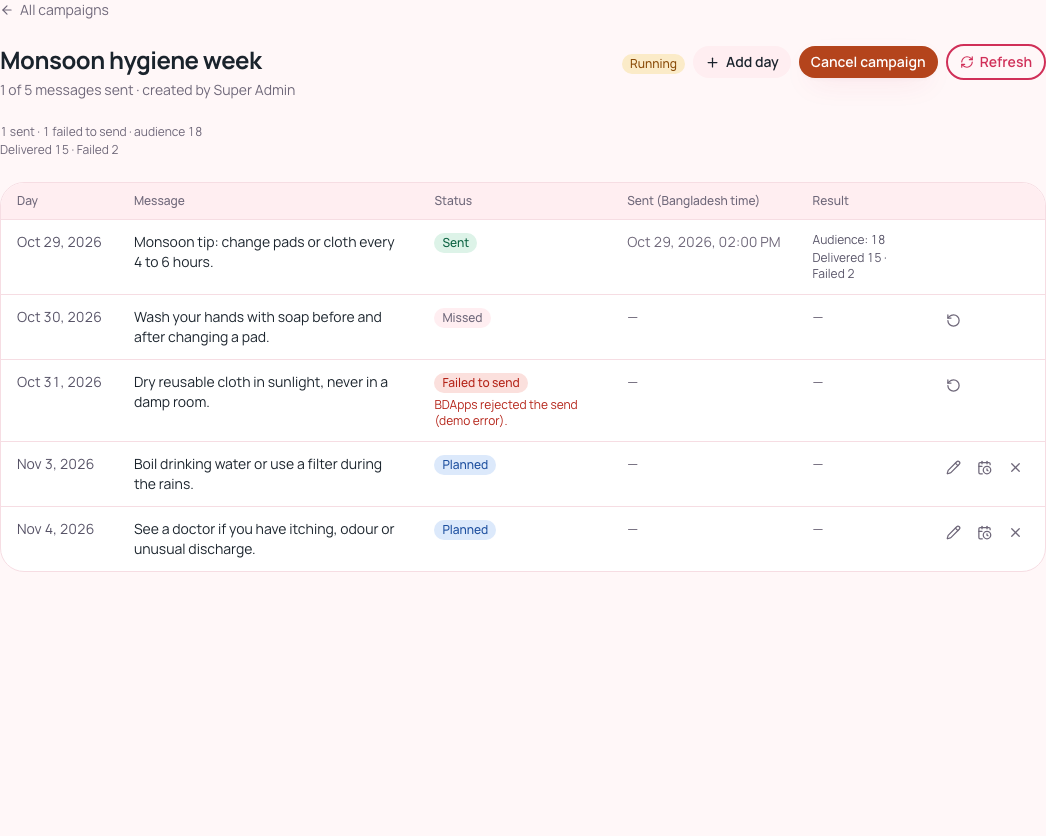 All campaigns
Monsoon hygiene week
Running
Add day
Cancel campaign
Refresh
1 of 5 messages sent · created by Super Admin
1 sent · 1 failed to send · audience 18
Delivered 15 · Failed 2
Day Message Status Sent (Bangladesh time) Result
Oct 29, 2026 Monsoon tip: change pads or cloth every Sent Oct 29, 2026, 02:00 PM Audience: 18
4 to 6 hours. Delivered 15 ·
Failed 2
Oct 30, 2026 Wash your hands with soap before and Missed — —
after changing a pad.
Oct 31, 2026 Dry reusable cloth in sunlight, never in a Failed to send — —
damp room. BDApps rejected the send
(demo error).
Nov 3, 2026 Boil drinking water or use a filter during Planned — —
the rains.
Nov 4, 2026 See a doctor if you have itching, odour or Planned — —
unusual discharge.